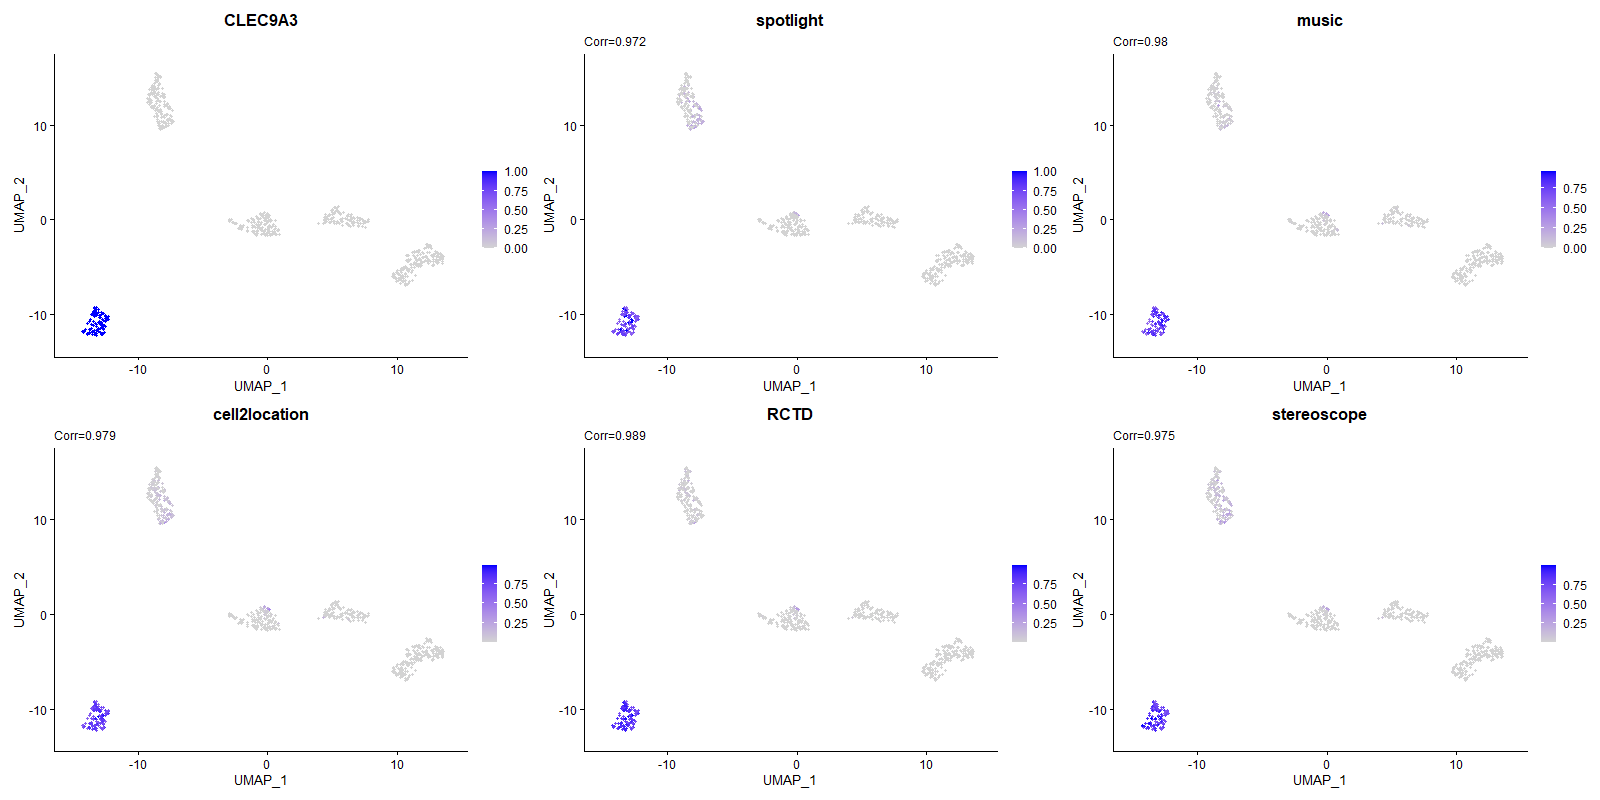 CLEC9A3
UMAP_2
10
0
-10
-10
0
10
UMAP_1
1.00
0.75
0.50
0.25
0.00
spotlight
Corr=0.972
UMAP_2
10
0
-10
-10
0
10
UMAP_1
1.00
0.75
0.50
0.25
0.00
music
Corr=0.98
UMAP_2
10
0
-10
-10
0
10
UMAP_1
0.75
0.50
0.25
0.00
cell2location
Corr=0.979
UMAP_2
10
0
-10
-10
0
10
UMAP_1
0.75
0.50
0.25
RCTD
Corr=0.989
UMAP_2
10
0
-10
-10
0
10
UMAP_1
0.75
0.50
0.25
stereoscope
Corr=0.975
UMAP_2
10
0
-10
-10
0
10
UMAP_1
0.75
0.50
0.25